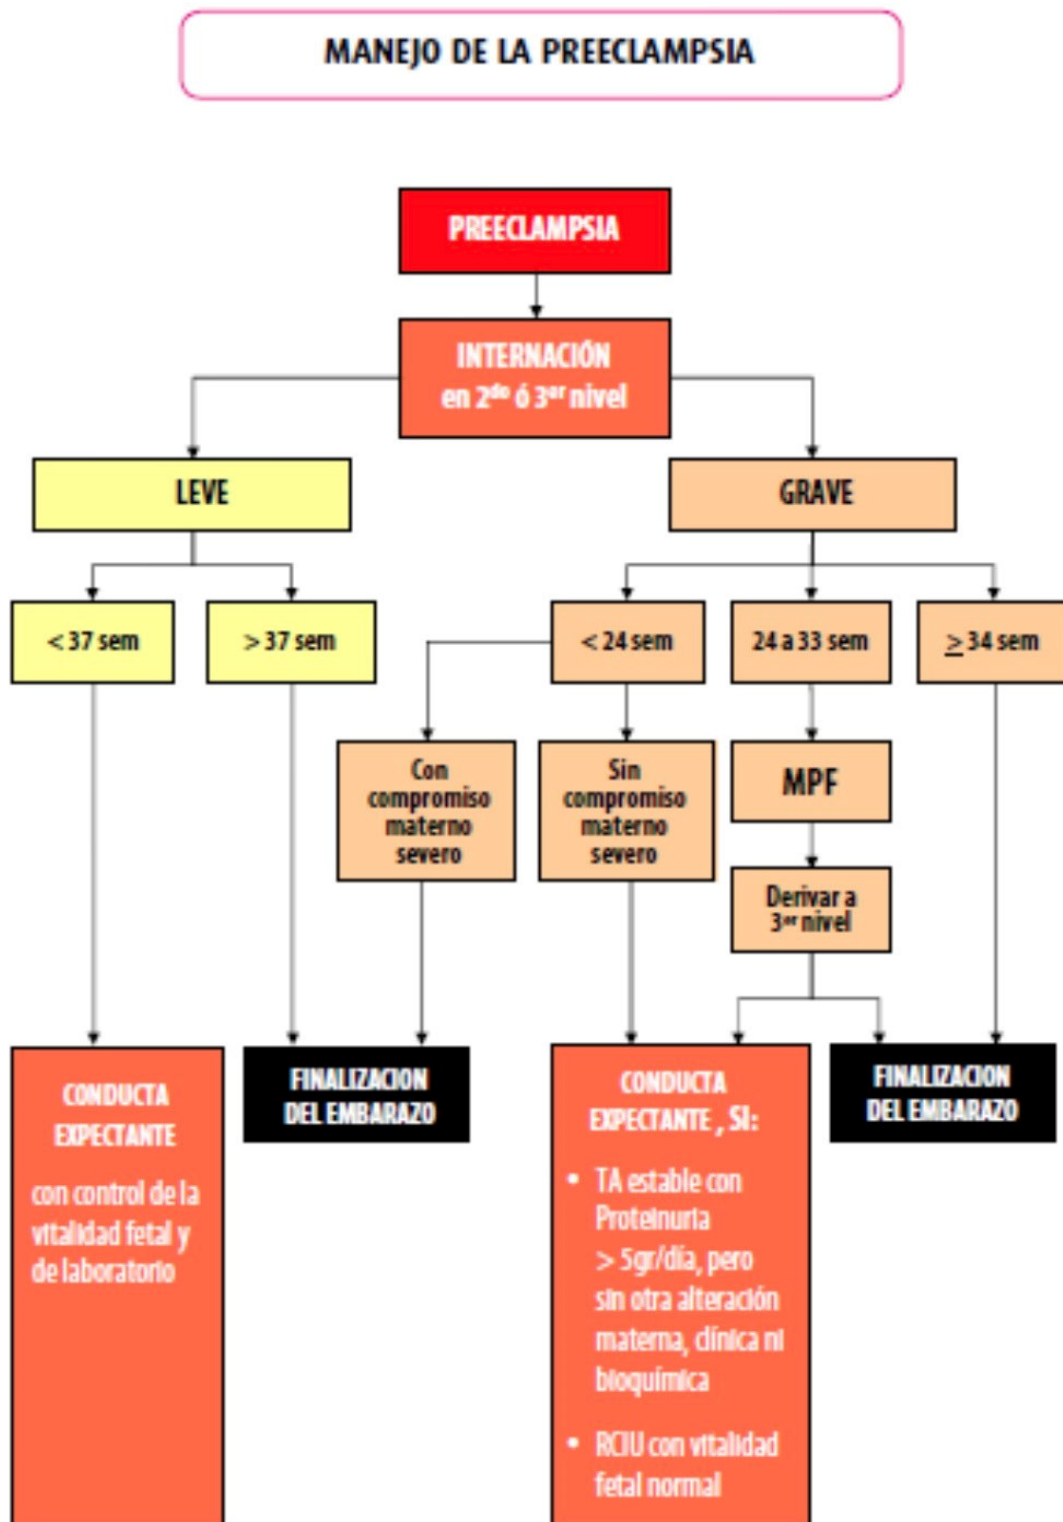 MANEJO DE LA PREECLAMPSIA
PREECLAMPSIA
INTERNACIÓN
en 2do ó 3er nivel
LEVE
GRAVE
< 37 sem
> 37 sem
< 24 sem
24 a 33 sem
≥ 34 sem
Con
compromiso
materno
severo
Sin
compromiso
materno
severo
MPF
Derivar a
3er nivel
CONDUCTA
EXPECTANTE
con control de la
vitalidad fetal y
de laboratorio
FINALIZACION
DEL EMBARAZO
CONDUCTA
EXPECTANTE , SI:
• TA estable con
Proteinuria
> 5gr/día, pero
sin otra alteración
materna, clínica ni
bioquímica
• RCIU con vitalidad
fetal normal
FINALIZACION
DEL EMBARAZO